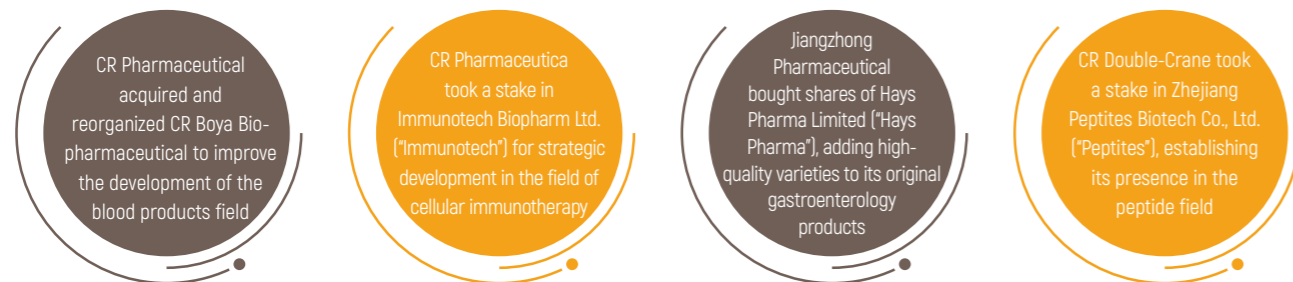 CR Pharmaceutical
acquired and
reorganized CR Boya Bio-
pharmaceutical to improve
the development of the
blood products field
CR Pharmaceutica
took a stake in
Immunotech Biopharm Ltd.
("Immunotech") for strategic
development in the field of
cellular immunotherapy
Jiangzhong
Pharmaceutical
bought shares of Hays
Pharma Limited ("Hays
Pharma"), adding high-
quality varieties to its original
gastroenterology
products
CR Double-Crane took
a stake in Zhejiang
Peptites Biotech Co., Ltd.
("Peptites"), establishing
its presence in the
peptide field